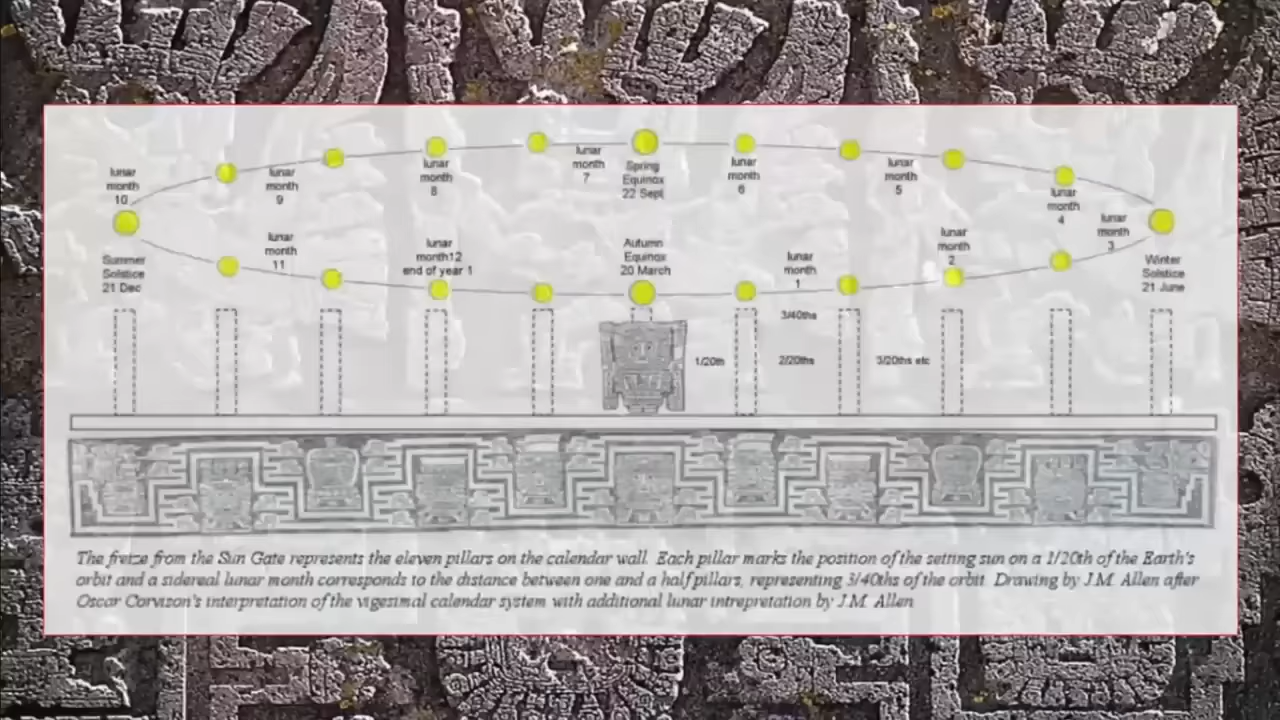 lunar
month
10
lunar
month
9
lunar
month
8
lunar
month
7
Spring
Equinox
22 Sept
lunar
month
6
lunar
month
5
lunar
month
4
lunar
month
3
Summer
Solstice
21 Dec
lunar
month
11
lunar
month12
end of year 1
Autumn
Equinox
20 March
lunar
month
1
lunar
month
2
Winter
Solstice
21 June
3/40ths
1/20th
2/20ths
3/20ths etc
The freize from the Sun Gate represents the eleven pillars on the calendar wall. Each pillar marks the position of the setting sun on a 1/20th of the Earth's
orbit and a sidereal lunar month corresponds to the distance between one and a half pillars, representing 3/40ths of the orbit. Drawing by J.M. Allen after
Oscar Corvison's interpretation of the vigesimal calendar system with additional lunar intrepretation by J.M. Allen